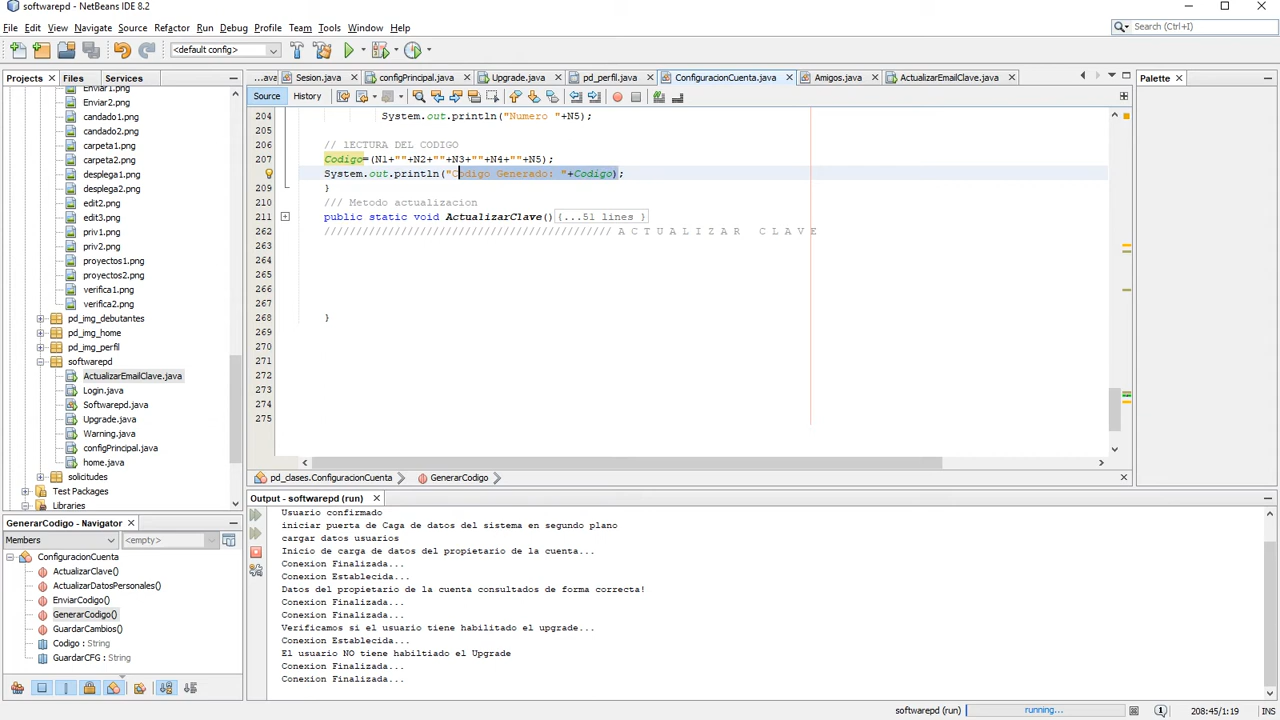 softwarepd - NetBeans IDE 8.2
File Edit View Navigate Source Refactor Run Debug Profile Team Tools Window Help
Search (Ctrl+I)
<default config>
Projects Files Services
...ava Sesion.java configPrincipal.java Upgrade.java pd_perfil.java ConfiguracionCuenta.java Amigos.java ActualizarEmailClave.java
Palette
Source History
Enviar1.png
Enviar2.png
candado1.png
candado2.png
carpeta1.png
carpeta2.png
desplega2.png
desplega2.png
edit2.png
edit3.png
priv1.png
priv2.png
proyectos1.png
proyectos2.png
verifica1.png
verifica2.png
pd_img_debutantes
pd_img_home
pd_img_perfil
softwarepd
ActualizarEmailClave.java
Login.java
Softwarepd.java
Upgrade.java
Warning.java
configPrincipal.java
home.java
solicitudes
Test Packages
Libraries
204 System.out.println("Numero "+N5);
205
206 // lECTURA DEL CODIGO
207 Codigo=(N1+""+N2+""+N3+""+N4+""+N5);
System.out.println("Codigo Generado: "+Codigo);
209 }
210 /// Metodo actualizacion
211 public static void ActualizarClave(){...51 lines }
262 ///////////////////////////////////////////// A C T U A L I Z A R C L A V E
263
264
265
266
267
268 }
269
270
271
272
273
274
275
pd_clases.ConfiguracionCuenta GenerarCodigo
GenerarCodigo - Navigator
Members <empty>
ConfiguracionCuenta
ActualizarClave()
ActualizarDatosPersonales()
EnviarCodigo()
GenerarCodigo()
GuardarCambios()
Codigo : String
GuardarCFG : String
Output - softwarepd (run)
Usuario confirmado
iniciar puerta de Caga de datos del sistema en segundo plano
cargar datos usuarios
Inicio de carga de datos del propietario de la cuenta...
Conexion Finalizada...
Conexion Establecida...
Datos del propietario de la cuenta consultados de forma correcta!
Conexion Finalizada...
Conexion Finalizada...
Verificamos si el usuario tiene habilitado el upgrade...
Conexion Establecida...
El usuario NO tiene habiltiado el Upgrade
Conexion Finalizada...
Conexion Finalizada...
softwarepd (run) running... 208:45/1:19 INS